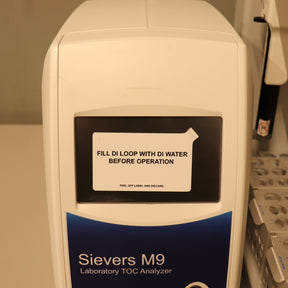 FILL DI LOOP WITH DI WATER
BEFORE OPERATION
PEEL OFF LABEL AND DISCARD
Sievers M9
Laboratory TOC Analyzer